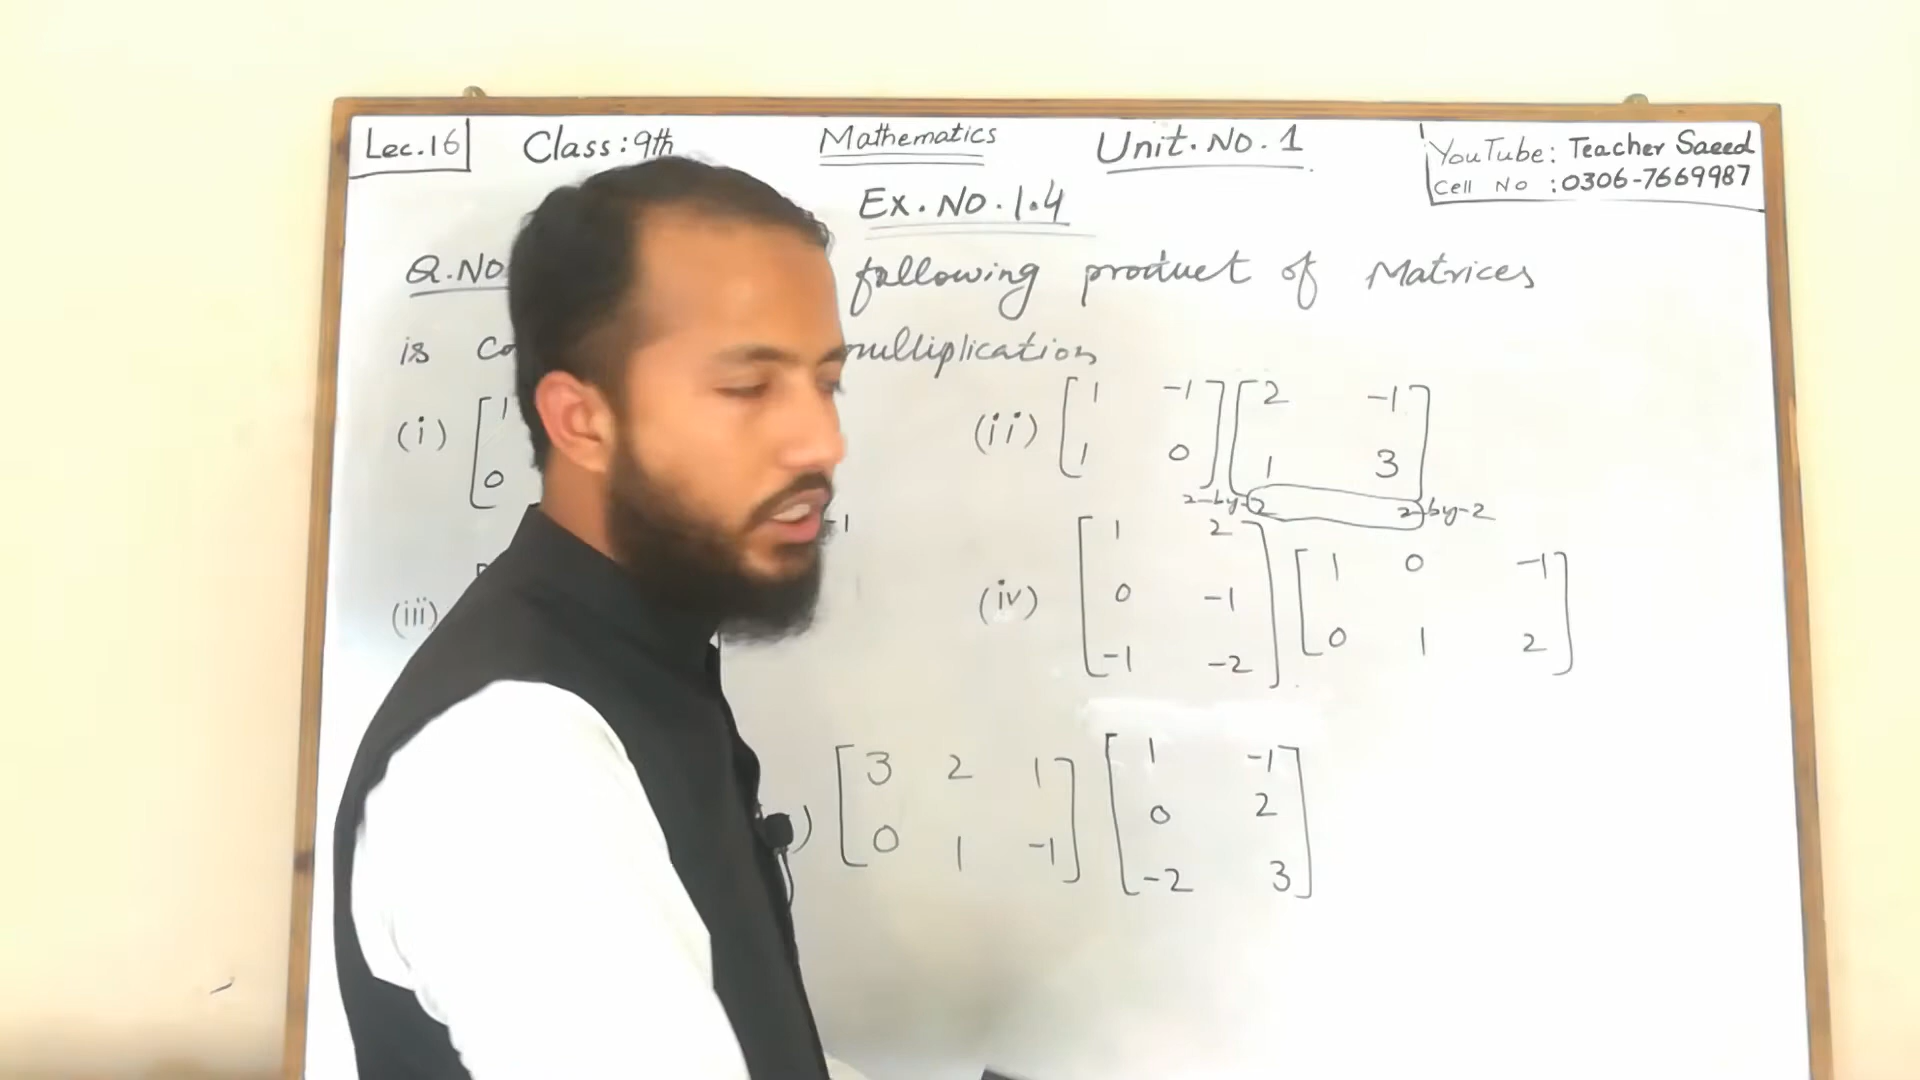 Lec.16 Class:9th Mathematics Unit.No.1 YouTube: Teacher Saeed
Cell No :0306-7669987
Ex.NO.1.4
Q.NO following product of Matrices
is multiplication
(i) [1
0
-1
(ii) [1 -1] [2 -1]
1 0 1 3
2-by-2 2-by-2
(iii)
(iv) [1 2] [1 0 -1]
0 -1 0 1 2
-1 -2
) [3 2 1] [1 -1]
0 1 -1 0 2
-2 3